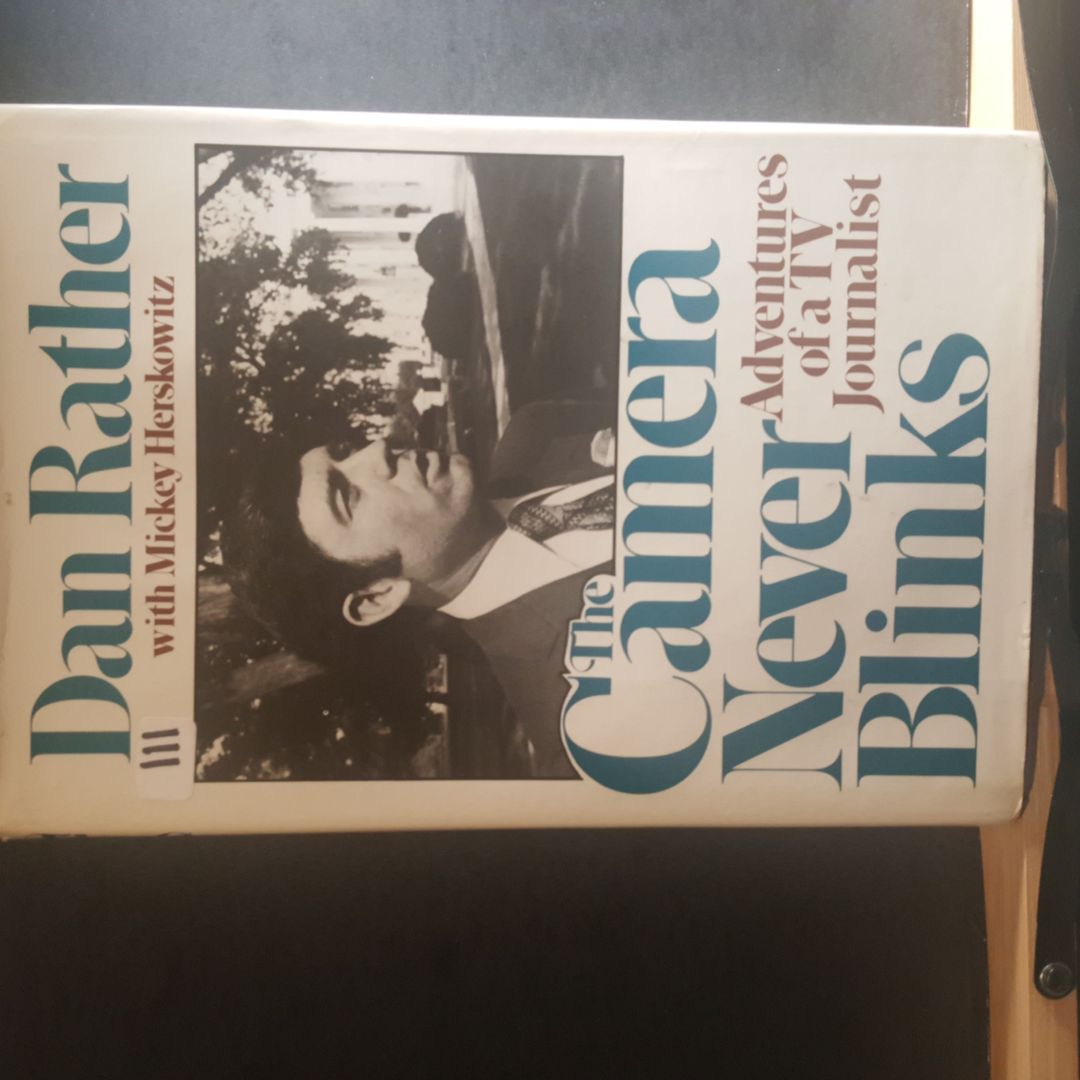 Dan Rather
with Mickey Herskowitz
The
Camera
Never
Blinks
Adventures
of a TV
Journalist